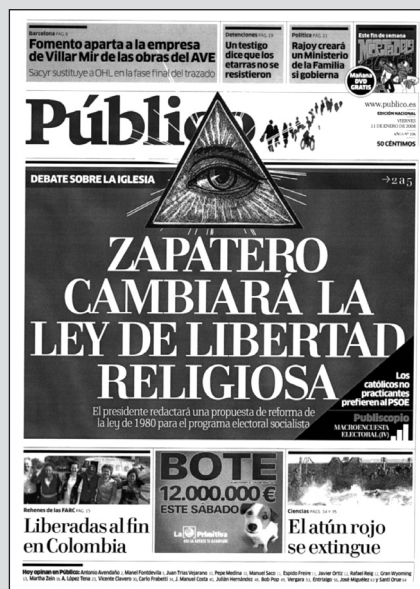 Barcelona PÁG. 8
Fomento aparta a la empresa
de Villar Mir de las obras del AVE
Sacyr sustituye a OHL en la fase final del trazado
Detenciones PÁG. 19
Un testigo
dice que los
etarras no se
resistieron
Política PÁG. 21
Rajoy creará
un Ministerio
de la Familia
si gobierna
Este fin de semana
Mañana
DVD
GRATIS
Público
www.publico.es
EDICIÓN NACIONAL
VIERNES
11 DE ENERO DE 2008
50 CÉNTIMOS
DEBATE SOBRE LA IGLESIA
→2 a 5
ZAPATERO
CAMBIARÁ LA
LEY DE LIBERTAD
RELIGIOSA
El presidente redactará una propuesta de reforma de
la ley de 1980 para el programa electoral socialista
Los
católicos no
practicantes
prefieren al PSOE
Publiscopio
MACROENCUESTA
ELECTORAL (IV)
Rehenes de las FARC PÁG. 13
Liberadas al fin
en Colombia
BOTE
12.000.000 €
ESTE SÁBADO
La Primitiva
Ciencias PÁGS. 34 Y 35
El atún rojo
se extingue
Hoy opinan en Público: Antonio Avendaño 2, Manel Fontdevila 3, Juan Trías Vejarano, Pepe Medina, Manuel Saco, Espido Freire, Javier Ortiz, Rafael Reig, Gran Wyoming
Martha Zein, A. López Tena, Vicente Clavero, Carlo Frabetti, J. Manuel Costa, Julián Hernández, Bob Pop, Vergara, Entrialgo, José Miguélez y Santi Orue